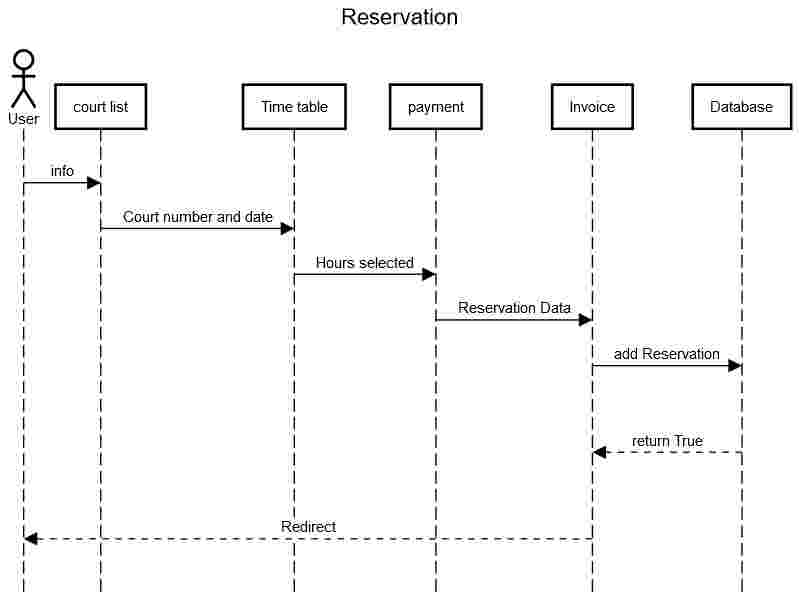 Reservation
User
court list
Time table
payment
Invoice
Database
info
Court number and date
Hours selected
Reservation Data
add Reservation
return True
Redirect